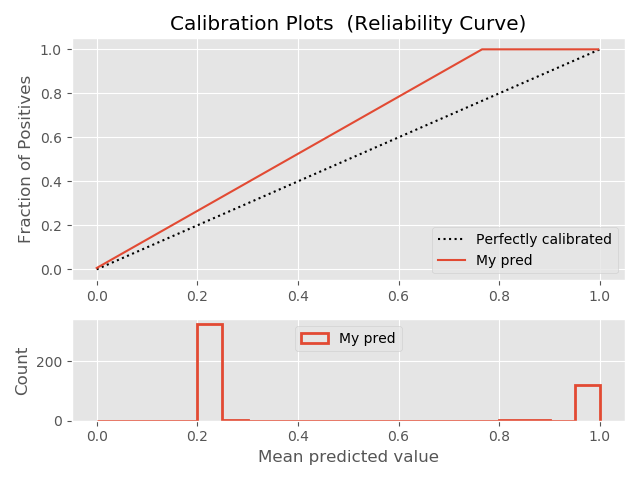 Calibration Plots  (Reliability Curve)
1.0
0.8
0.6
0.4
0.2
0.0
Fraction of Positives
Perfectly calibrated
My pred
0.0 0.2 0.4 0.6 0.8 1.0
My pred
200
0
Count
0.0 0.2 0.4 0.6 0.8 1.0
Mean predicted value